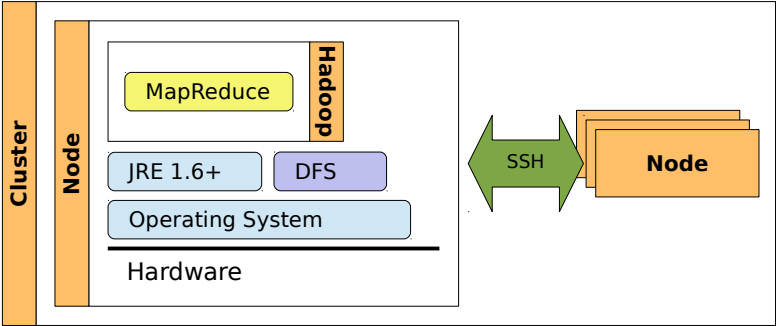 Cluster
Node
Hadoop
MapReduce
JRE 1.6+
DFS
Operating System
Hardware
SSH
Node